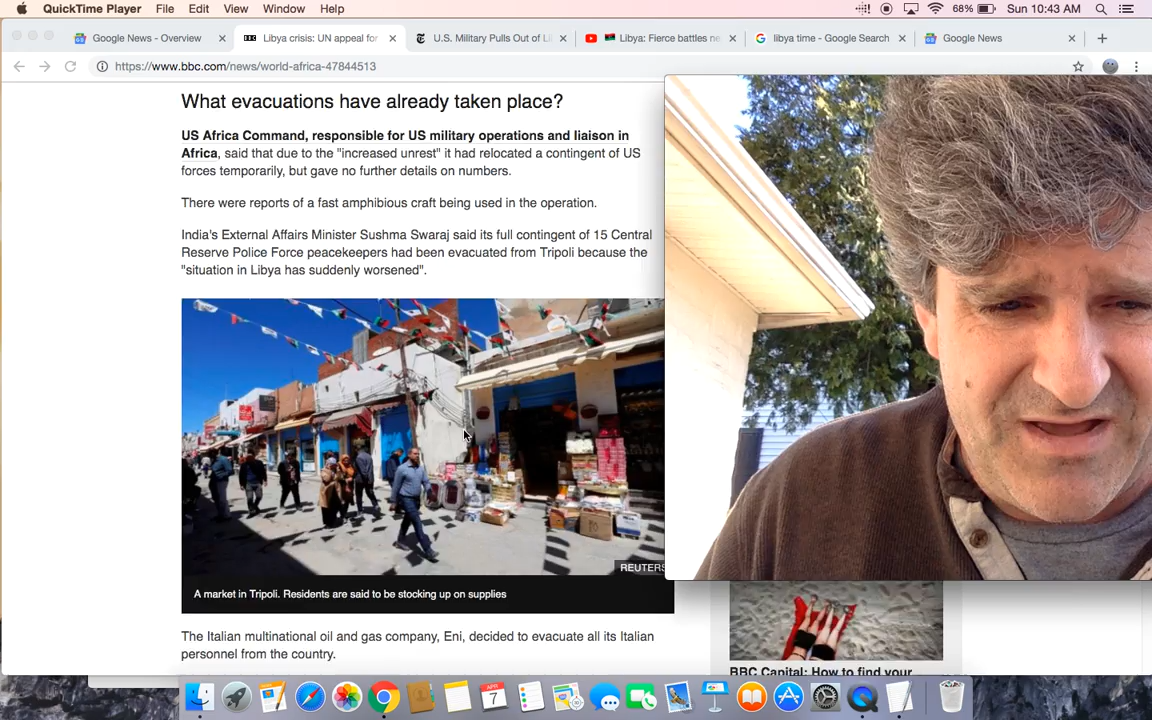 QuickTime Player File Edit View Window Help 68% Sun 10:43 AM
Google News - Overview × Libya crisis: UN appeal for × U.S. Military Pulls Out of Li × Libya: Fierce battles ne × libya time - Google Search × Google News ×
https://www.bbc.com/news/world-africa-47844513
What evacuations have already taken place?
US Africa Command, responsible for US military operations and liaison in
Africa, said that due to the "increased unrest" it had relocated a contingent of US
forces temporarily, but gave no further details on numbers.
There were reports of a fast amphibious craft being used in the operation.
India's External Affairs Minister Sushma Swaraj said its full contingent of 15 Central
Reserve Police Force peacekeepers had been evacuated from Tripoli because the
"situation in Libya has suddenly worsened".
REUTERS
A market in Tripoli. Residents are said to be stocking up on supplies
The Italian multinational oil and gas company, Eni, decided to evacuate all its Italian
personnel from the country.
BBC Capital: How to find your
APR
7